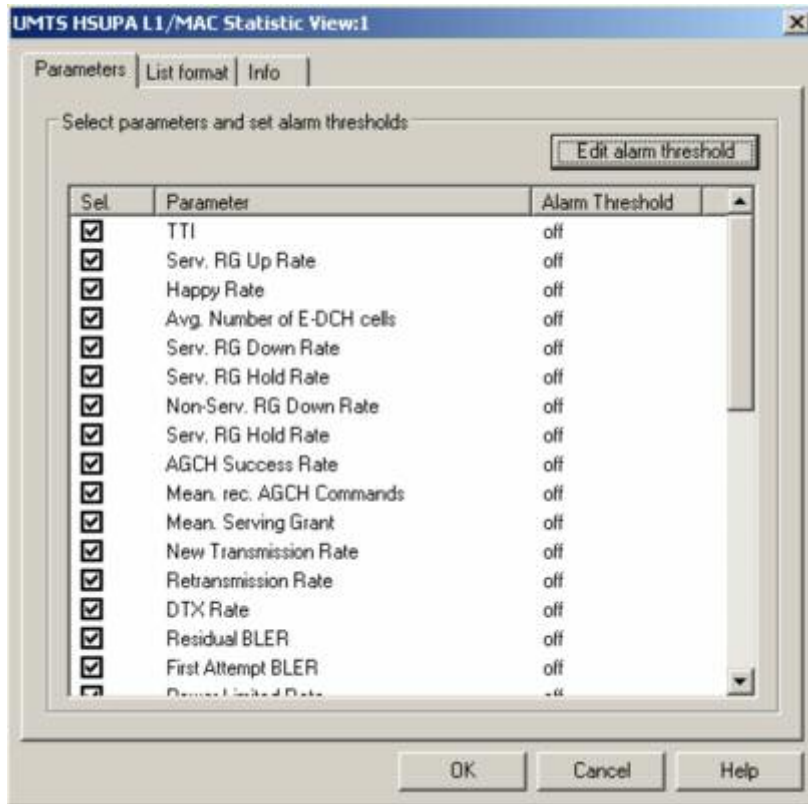 UMTS HSUPA L1/MAC Statistic View:1
Parameters List format Info
Select parameters and set alarm thresholds
Edit alarm threshold
Sel Parameter Alarm Threshold
TTI off
Serv. RG Up Rate off
Happy Rate off
Avg. Number of E-DCH cells off
Serv. RG Down Rate off
Serv. RG Hold Rate off
Non-Serv. RG Down Rate off
Serv. RG Hold Rate off
AGCH Success Rate off
Mean. rec. AGCH Commands off
Mean. Serving Grant off
New Transmission Rate off
Retransmission Rate off
DTX Rate off
Residual BLER off
First Attempt BLER off
Power Limited Rate off
OK Cancel Help